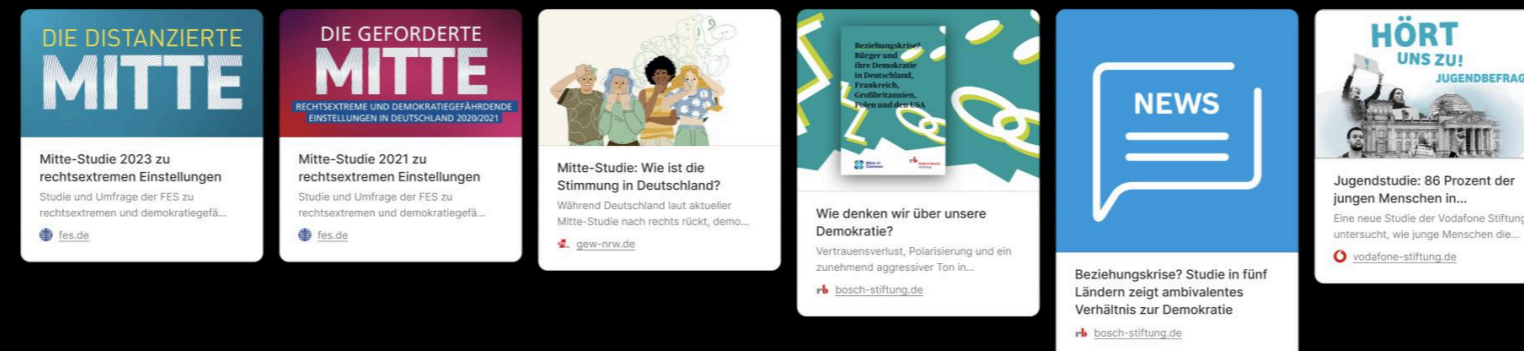 DIE DISTANZIERTE
MITTE
Mitte-Studie 2023 zu
rechtsextremen Einstellungen
Studie und Umfrage der FES zu
rechtsextremen und demokratiegefä...
fes.de
DIE GEFORDERTE
MITTE
RECHTSEXTREME UND DEMOKRATIEGEFÄHRDENDE
EINSTELLUNGEN IN DEUTSCHLAND 2020/2021
Mitte-Studie 2021 zu
rechtsextremen Einstellungen
Studie und Umfrage der FES zu
rechtsextremen und demokratiegefä...
fes.de
Mitte-Studie: Wie ist die
Stimmung in Deutschland?
Während Deutschland laut aktueller
Mitte-Studie nach rechts rückt, demo...
gew-nrw.de
Beziehungskrise?
Bürger und
ihre Demokratie
in Deutschland,
Frankreich,
Großbritannien,
Polen und den USA
Wie denken wir über unsere
Demokratie?
Vertrauensverlust, Polarisierung und ein
zunehmend aggressiver Ton in...
bosch-stiftung.de
NEWS
Beziehungskrise? Studie in fünf
Ländern zeigt ambivalentes
Verhältnis zur Demokratie
bosch-stiftung.de
HÖRT
UNS ZU!
JUGENDBEFRAG
Jugendstudie: 86 Prozent der
jungen Menschen in...
Eine neue Studie der Vodafone Stiftung
untersucht, wie junge Menschen die...
vodafone-stiftung.de